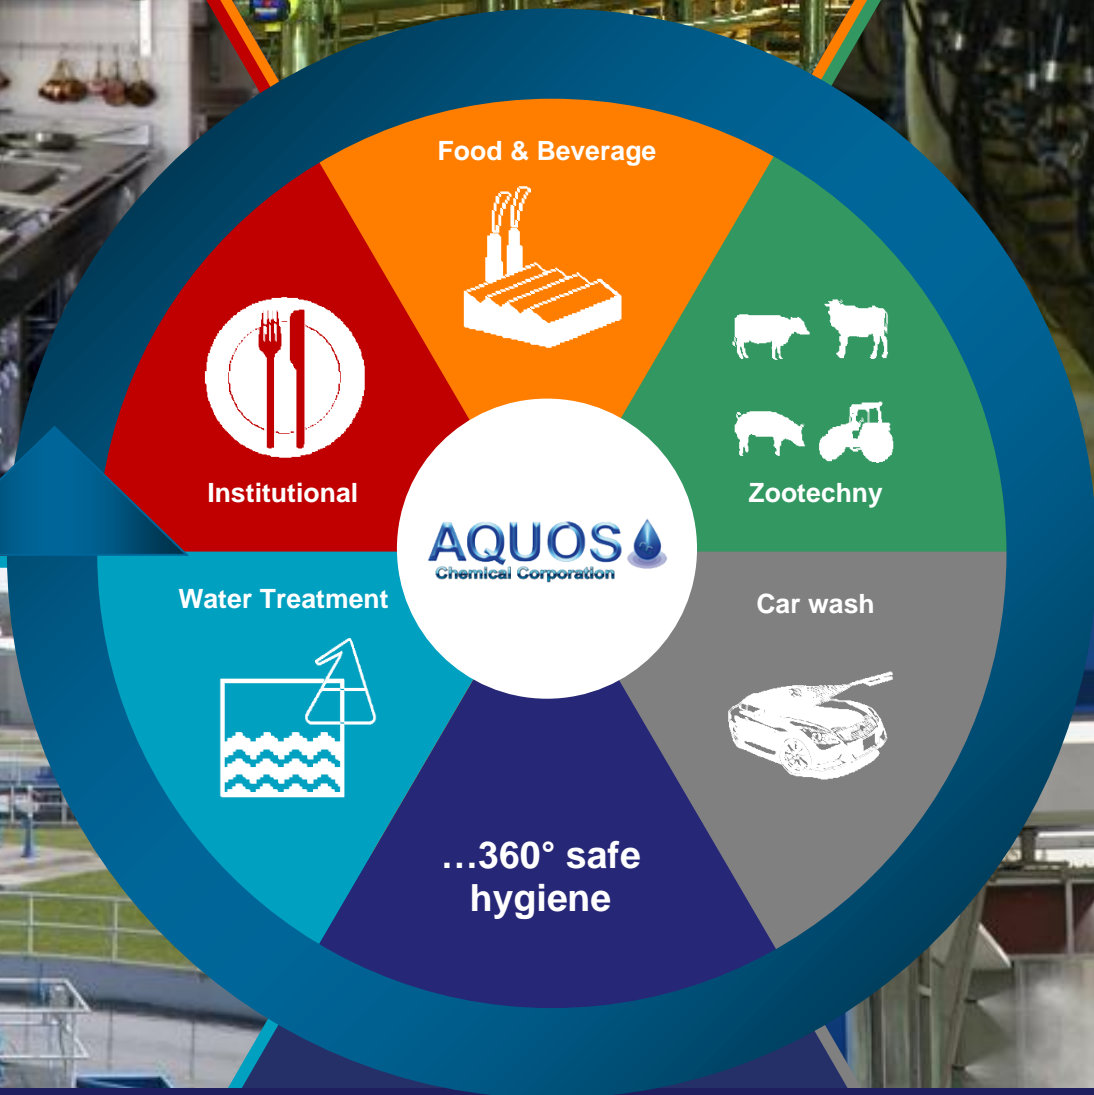 Food & Beverage
Institutional
Zootechny
AQUOS
Chemical Corporation
Water Treatment
Car wash
…360° safe
hygiene